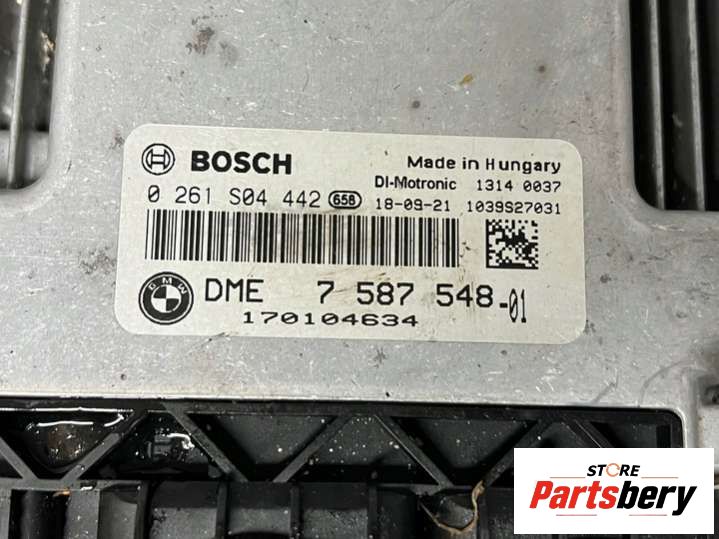 BOSCH
Made in Hungary
DI-Motronic 1314 0037
0 261 S04 442 658 18-09-21 1039S27031
BMW DME 7 587 548-01
170104634
STORE
Partsbery